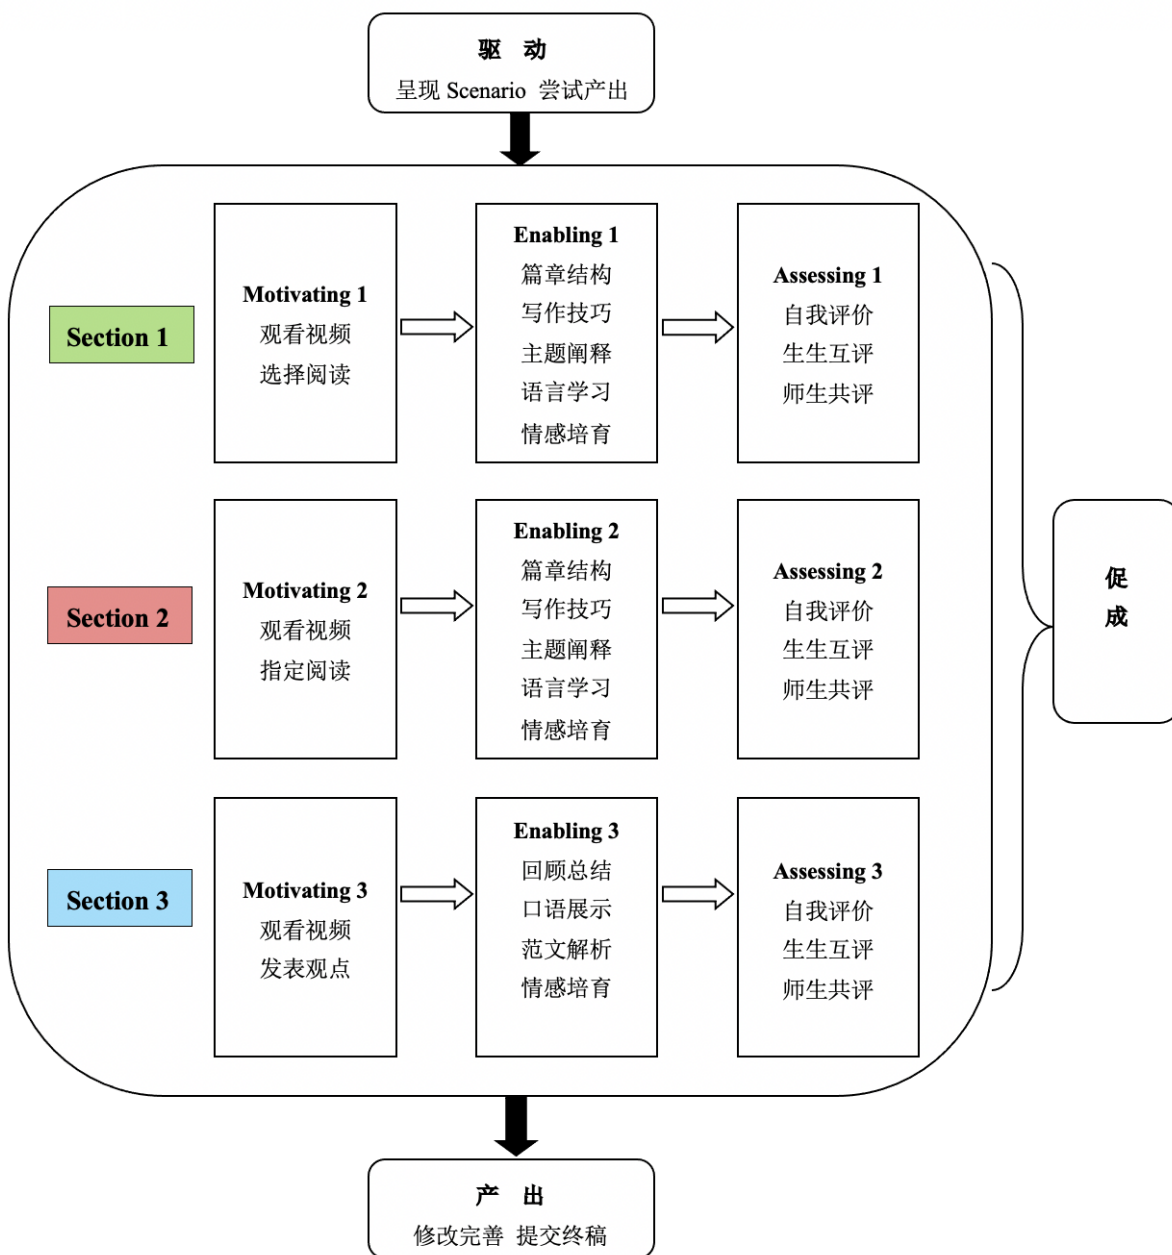 驱 动
呈现 Scenario 尝试产出
Section 1
Motivating 1
观看视频
选择阅读
Enabling 1
篇章结构
写作技巧
主题阐释
语言学习
情感培育
Assessing 1
自我评价
生生互评
师生共评
Section 2
Motivating 2
观看视频
指定阅读
Enabling 2
篇章结构
写作技巧
主题阐释
语言学习
情感培育
Assessing 2
自我评价
生生互评
师生共评
Section 3
Motivating 3
观看视频
发表观点
Enabling 3
回顾总结
口语展示
范文解析
情感培育
Assessing 3
自我评价
生生互评
师生共评
促
成
产 出
修改完善 提交终稿